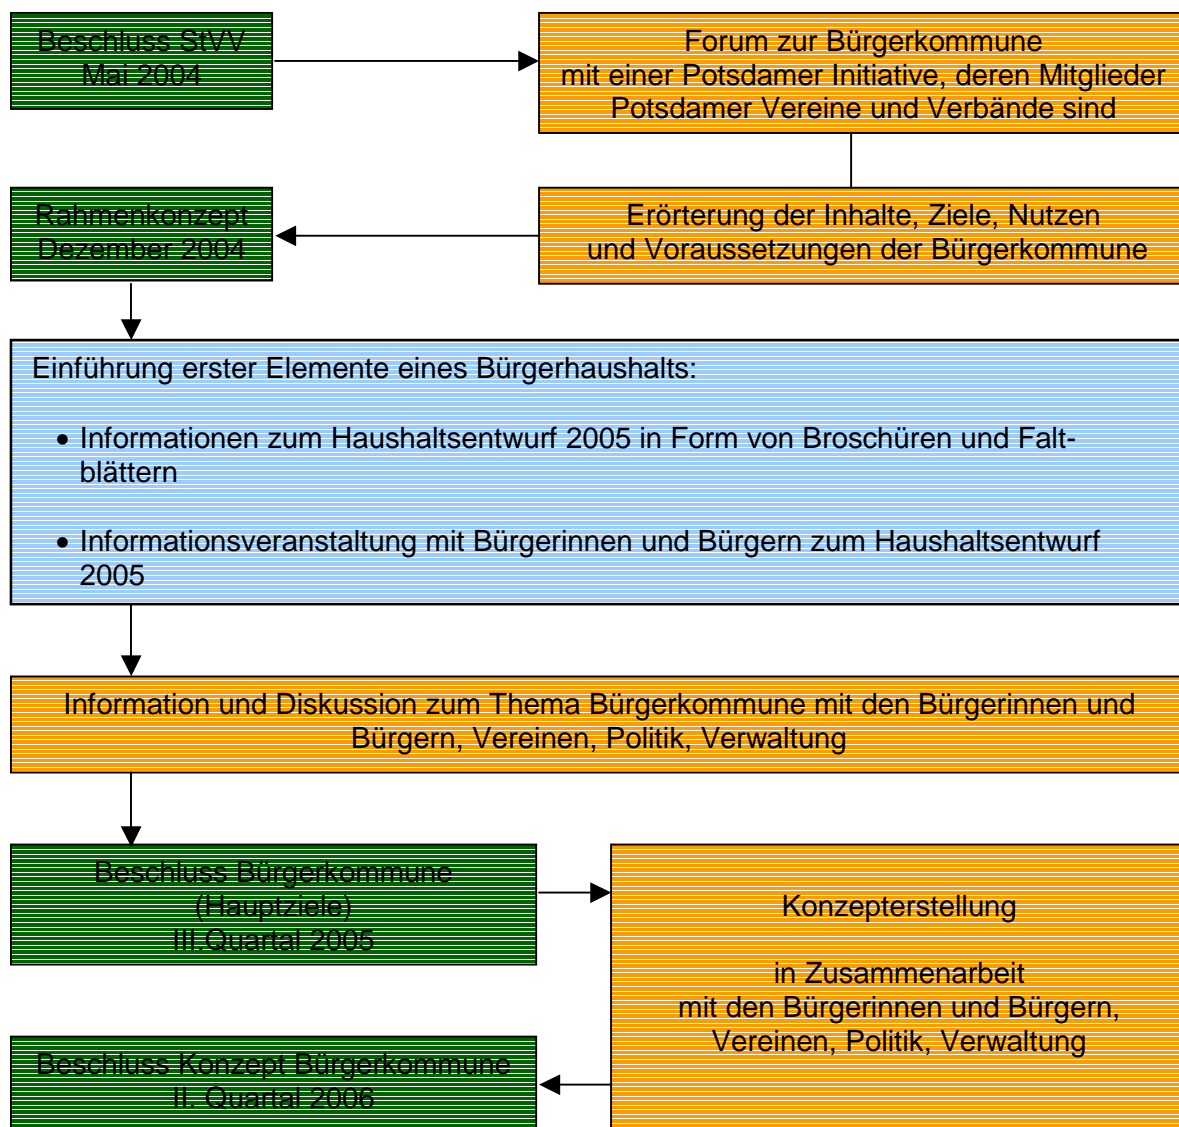 Beschluss StVV
Mai 2004
Forum zur Bürgerkommune
mit einer Potsdamer Initiative, deren Mitglieder
Potsdamer Vereine und Verbände sind
Rahmenkonzept
Dezember 2004
Erörterung der Inhalte, Ziele, Nutzen
und Voraussetzungen der Bürgerkommune
Einführung erster Elemente eines Bürgerhaushalts:
• Informationen zum Haushaltsentwurf 2005 in Form von Broschüren und Falt-
blättern
• Informationsveranstaltung mit Bürgerinnen und Bürgern zum Haushaltsentwurf
2005
Information und Diskussion zum Thema Bürgerkommune mit den Bürgerinnen und
Bürgern, Vereinen, Politik, Verwaltung
Beschluss Bürgerkommune
(Hauptziele)
III.Quartal 2005
Konzepterstellung
in Zusammenarbeit
mit den Bürgerinnen und Bürgern,
Vereinen, Politik, Verwaltung
Beschluss Konzept Bürgerkommune
II. Quartal 2006